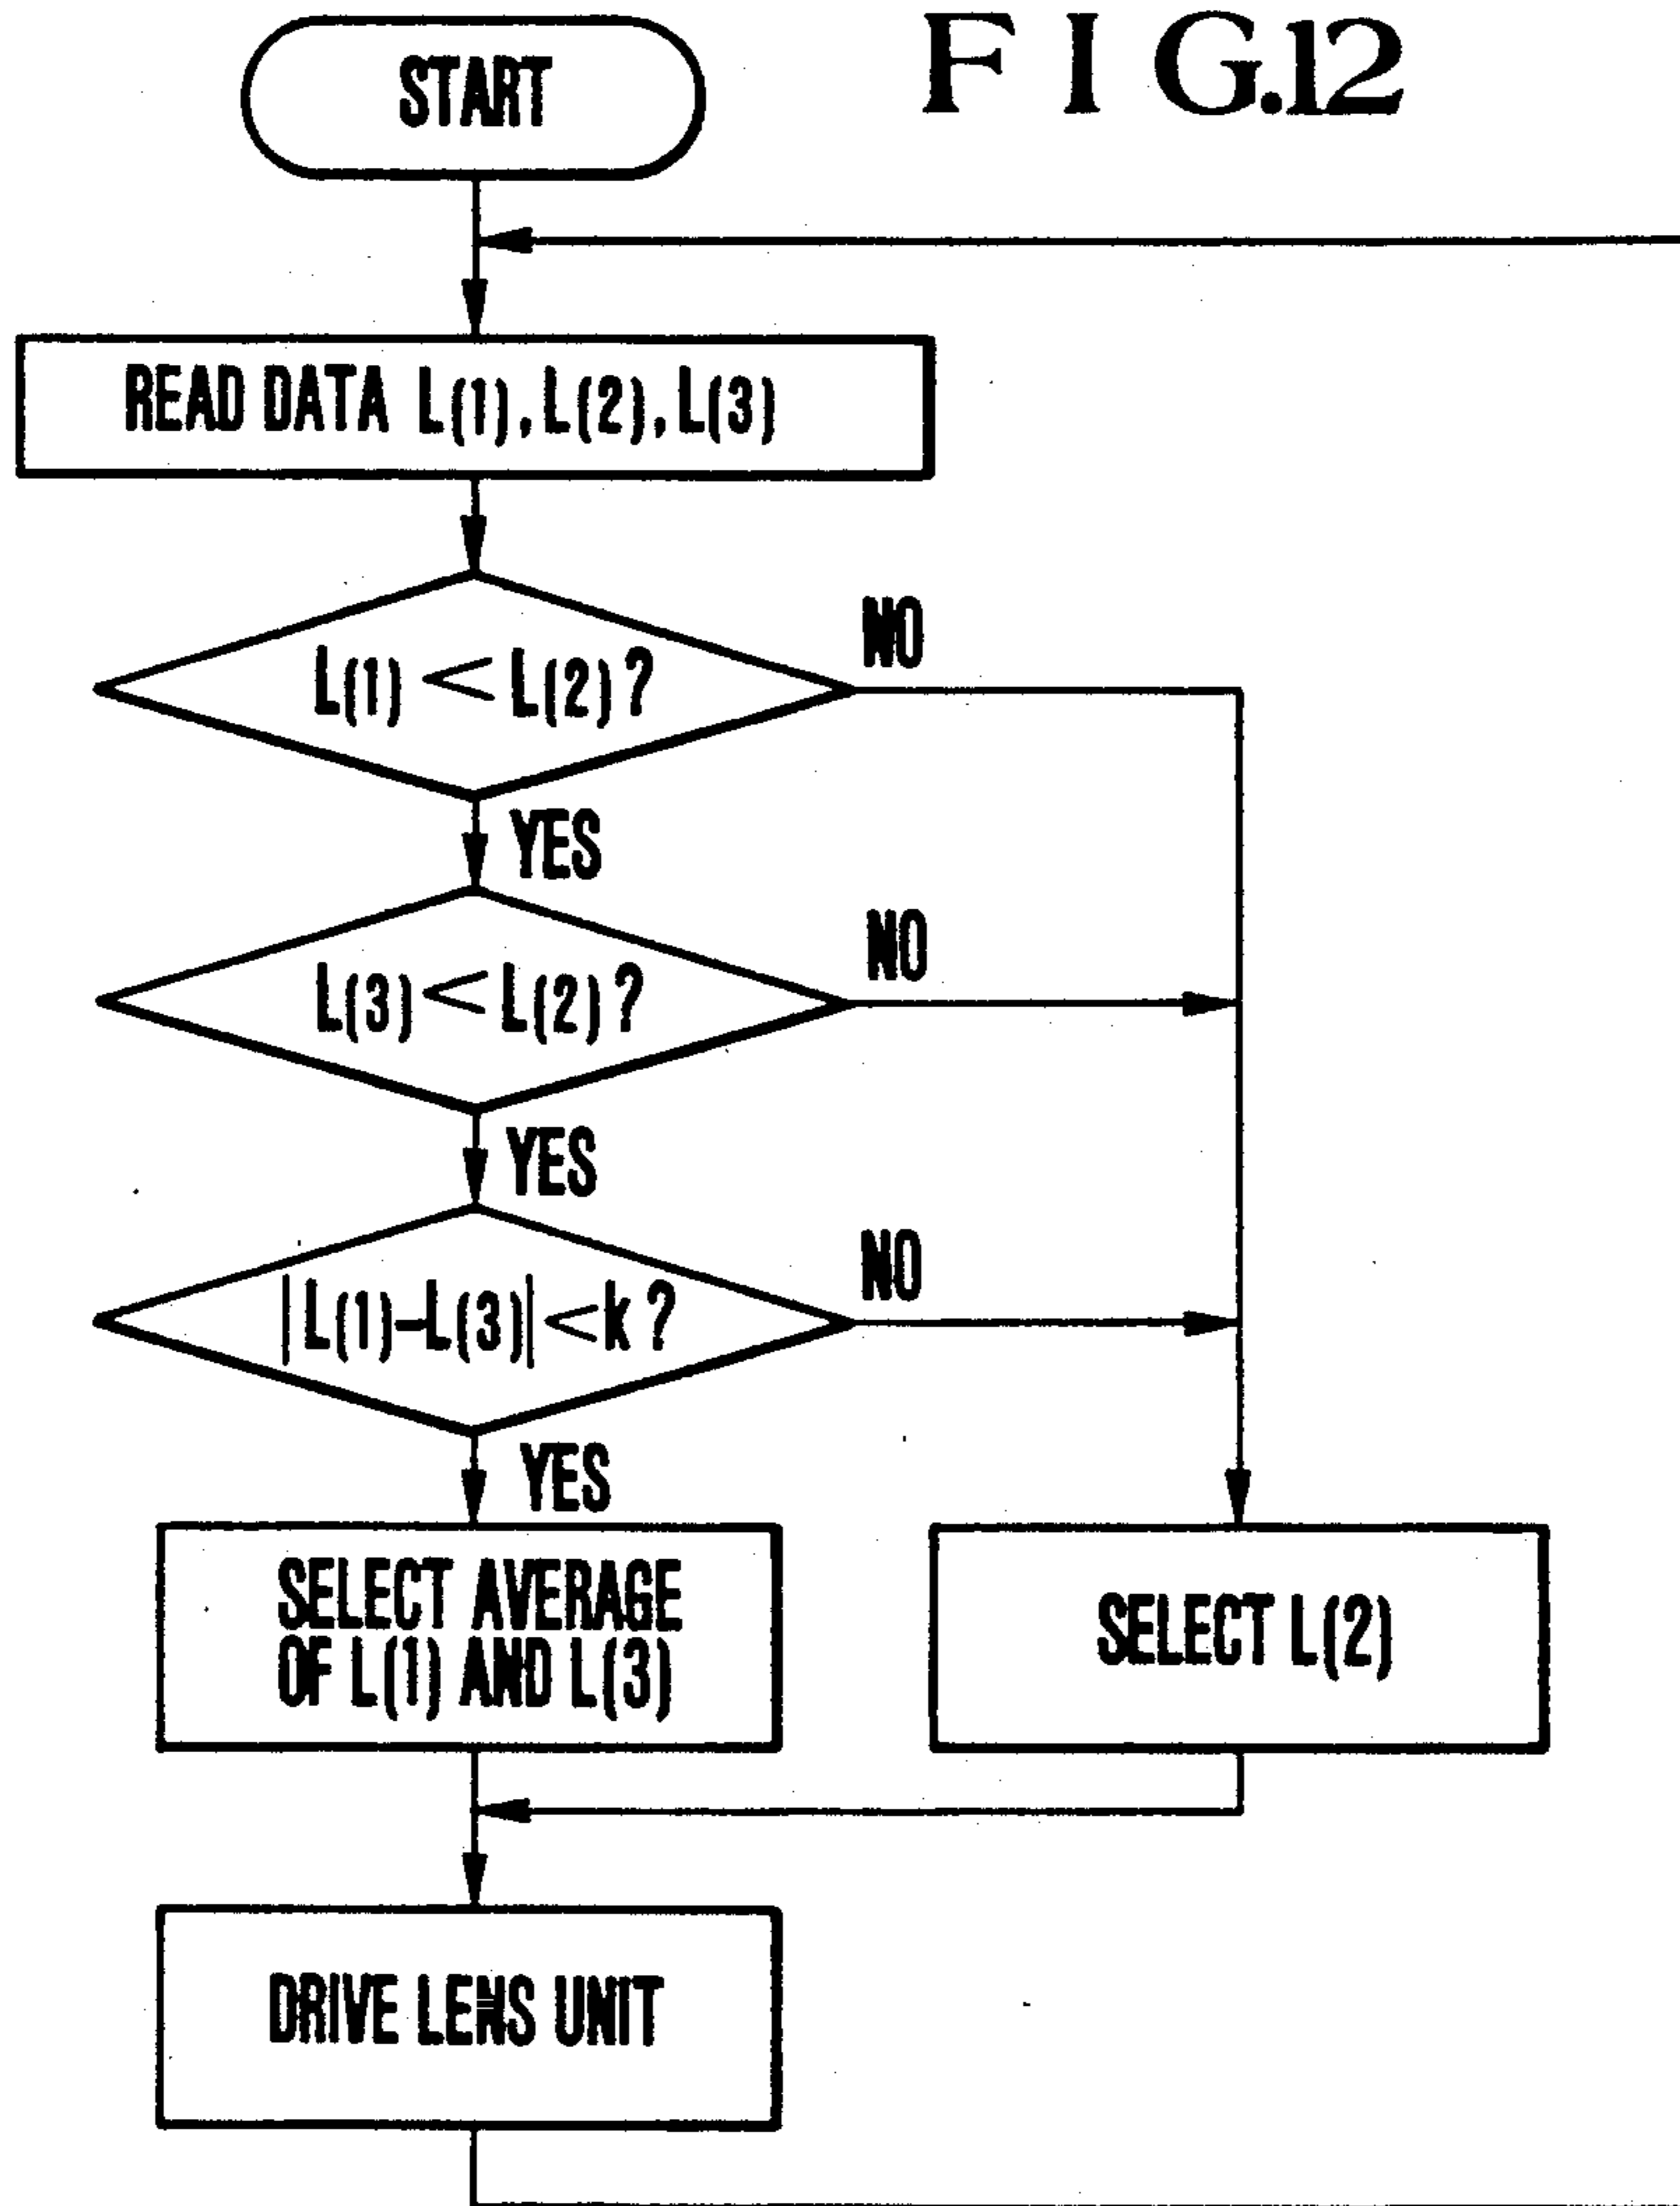 START
FIG.12
READ DATA L(1), L(2), L(3)
L(1) < L(2) ?
NO
YES
L(3) < L(2) ?
NO
YES
|L(1)-L(3)| < k ?
NO
YES
SELECT AVERAGE
OF L(1) AND L(3)
SELECT L(2)
DRIVE LENS UNIT